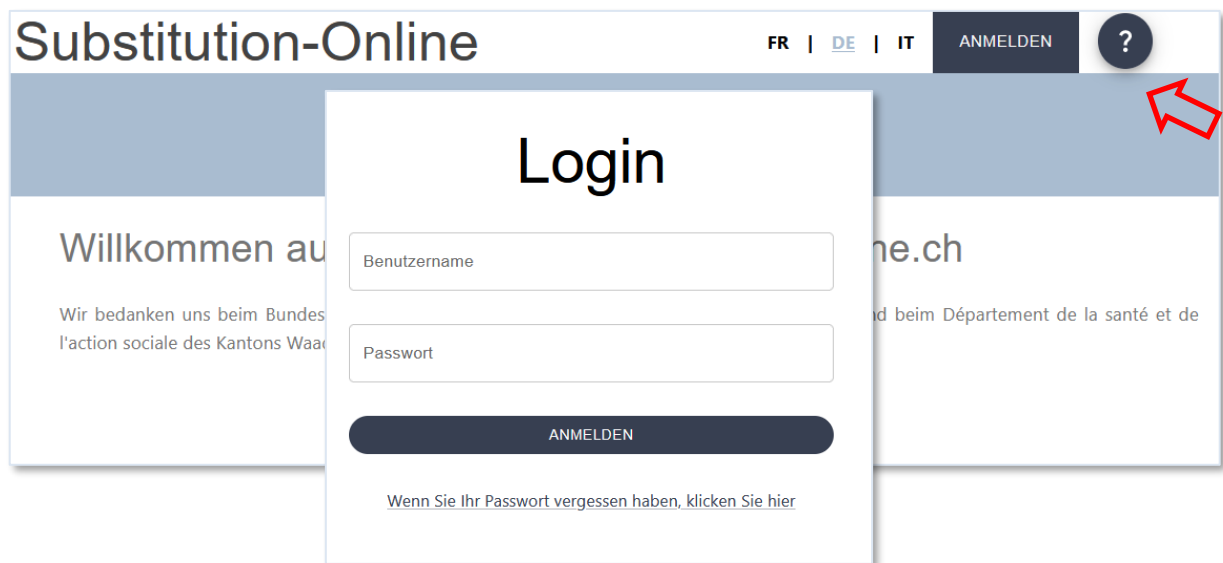 Substitution-Online
FR | DE | IT ANMELDEN ?
Login
Willkommen au
ne.ch
Benutzername
Wir bedanken uns beim Bundes
beim Département de la santé et de
l'action sociale des Kantons
Passwort
ANMELDEN
Wenn Sie Ihr Passwort vergessen haben, klicken Sie hier